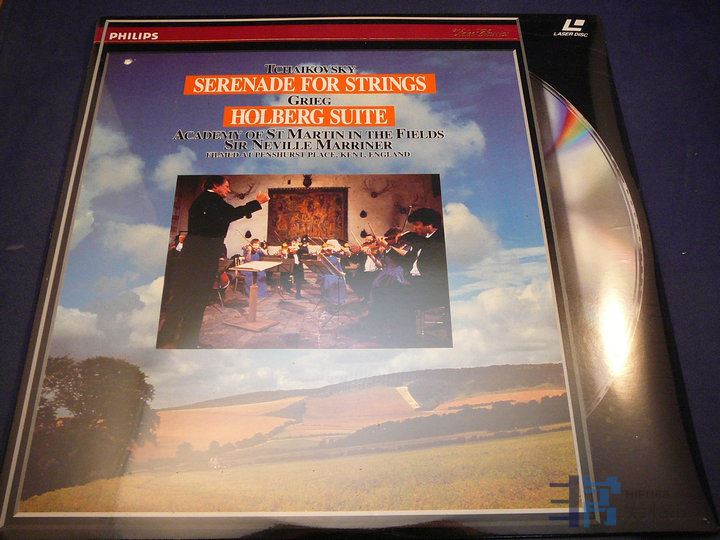 PHILIPS
LASER DISC
TCHAIKOVSKY
SERENADE FOR STRINGS
GRIEG
HOLBERG SUITE
ACADEMY OF ST MARTIN IN THE FIELDS
SIR NEVILLE MARRINER
FILMED AT PENSHURST PLACE, KENT, ENGLAND